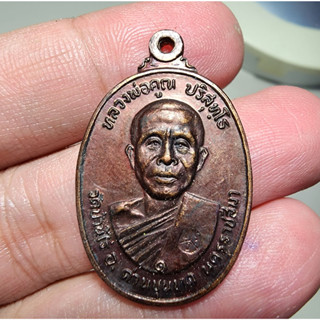 หลวงพ่อคูณ ปริสุทฺโธ
วัดบ้านไร่ อ. ด่านขุนทด นครราชสีมา